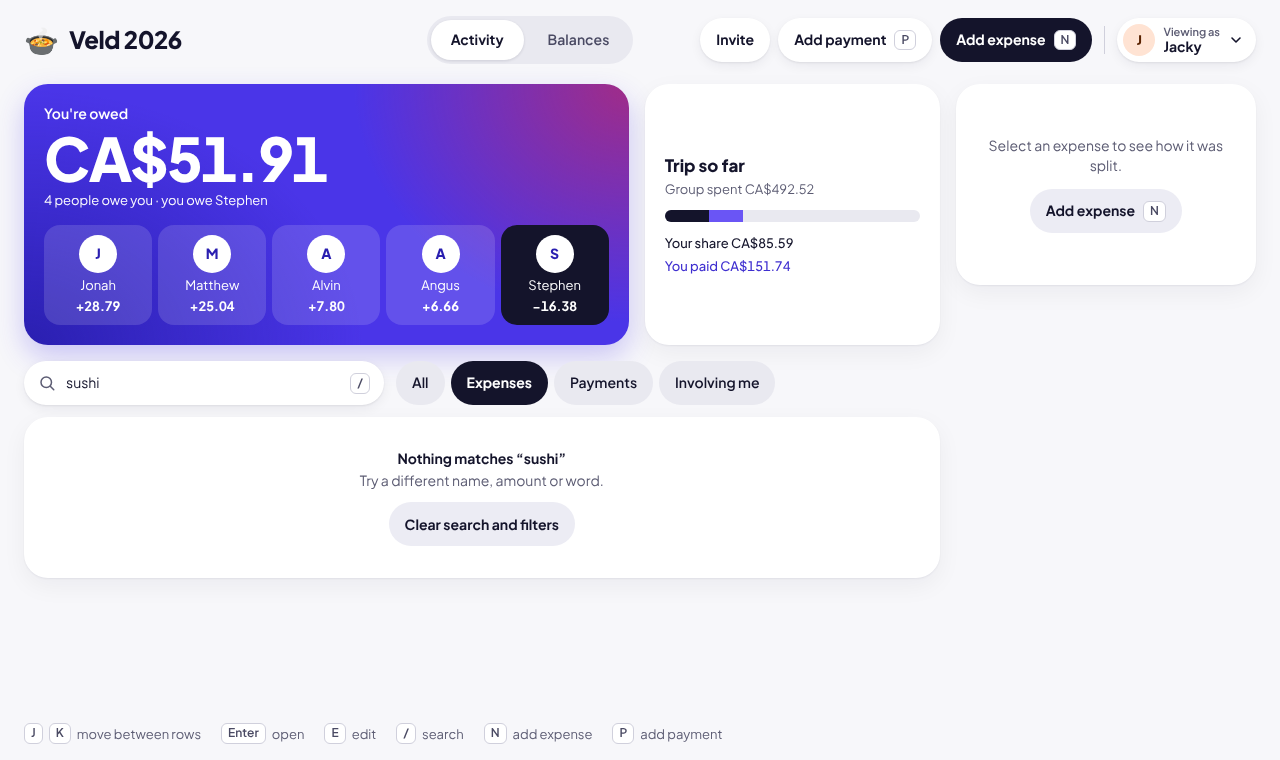 Veld 2026
Activity
Balances
Invite
Add payment P
Add expense N
J
Viewing as
Jacky
You're owed
CA$51.91
4 people owe you · you owe Stephen
J
Jonah
+28.79
M
Matthew
+25.04
A
Alvin
+7.80
A
Angus
+6.66
S
Stephen
−16.38
Trip so far
Group spent CA$492.52
Your share CA$85.59
You paid CA$151.74
Select an expense to see how it was
split.
Add expense N
sushi /
All
Expenses
Payments
Involving me
Nothing matches “sushi”
Try a different name, amount or word.
Clear search and filters
J K move between rows Enter open E edit / search N add expense P add payment